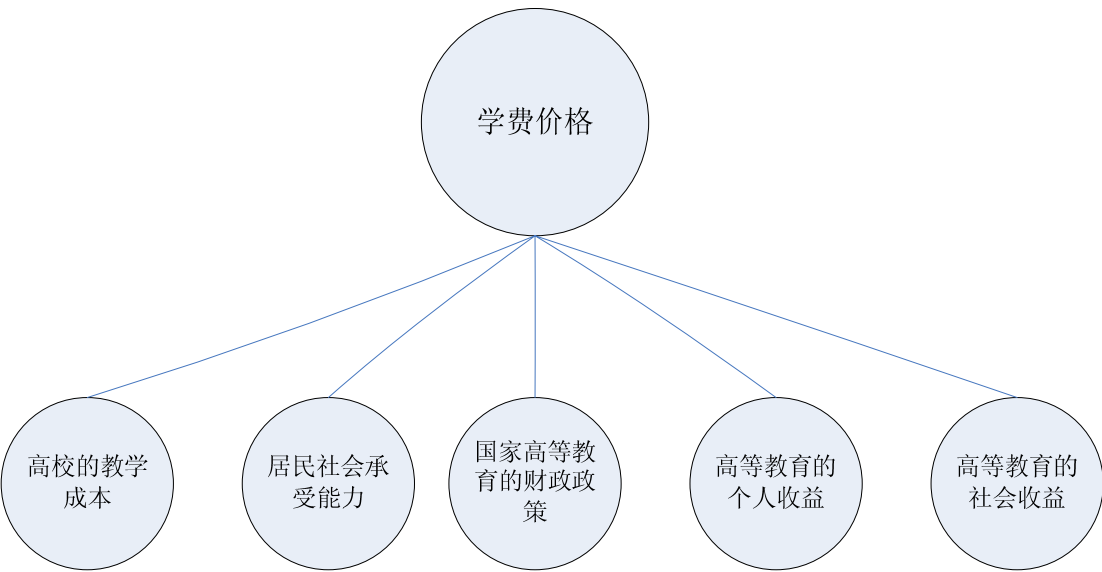 学费价格
高校的教学
成本
居民社会承
受能力
国家高等教
育的财政政
策
高等教育的
个人收益
高等教育的
社会收益